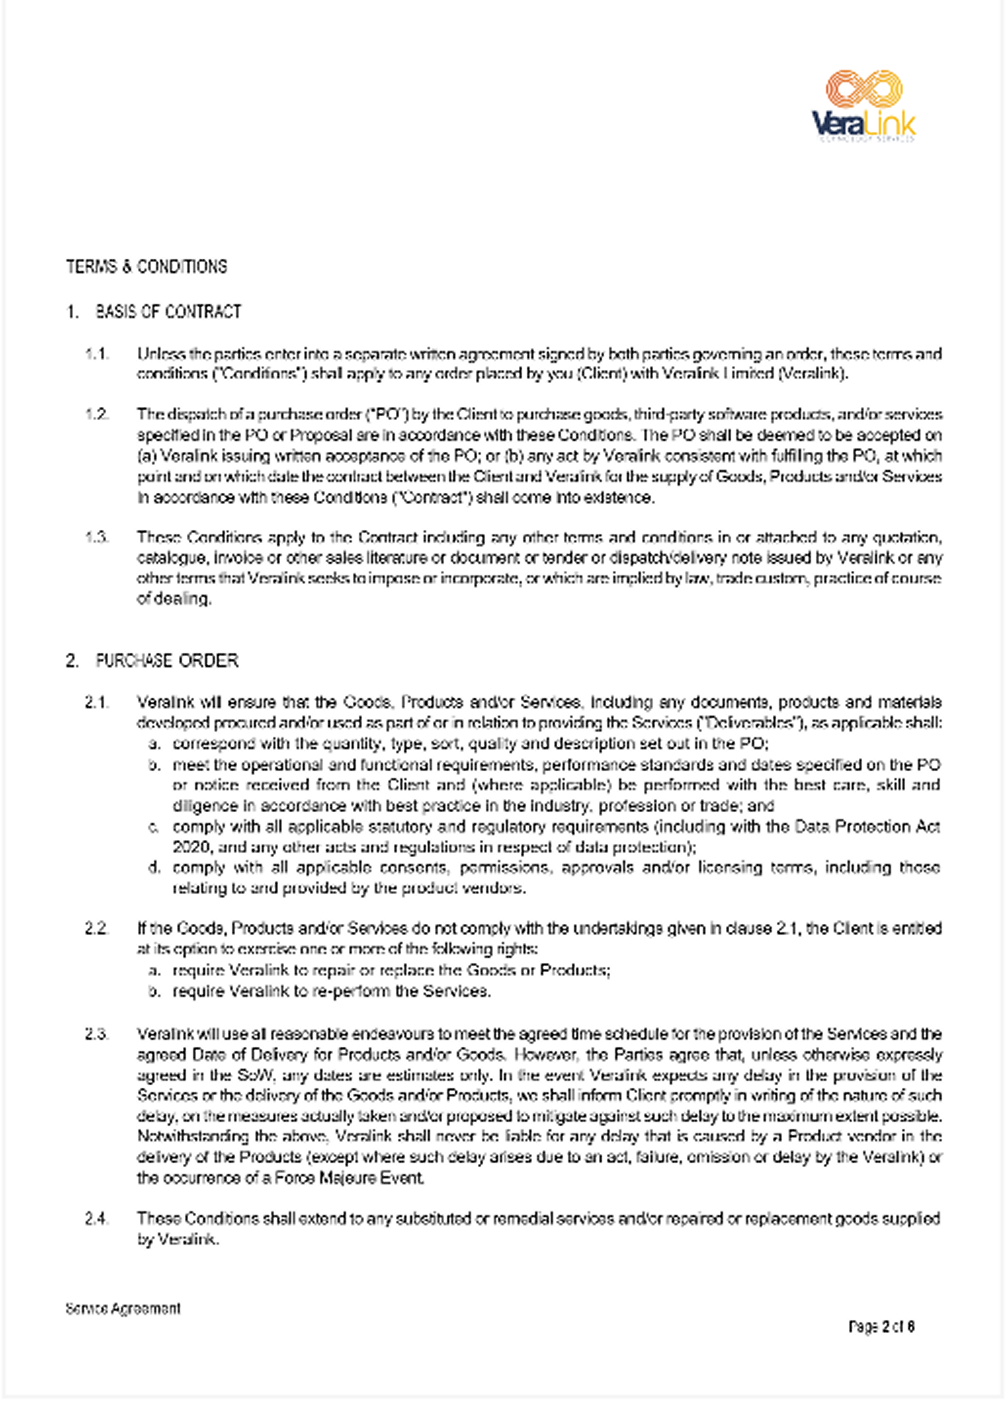 VeraLink
TECHNOLOGY SERVICES
TERMS & CONDITIONS
1. BASIS OF CONTRACT
1.1. Unless the parties enter into a separate written agreement signed by both parties governing an order, these terms and
conditions ("Conditions") shall apply to any order placed by you (Client) with Veralink Limited (Veralink).
1.2. The dispatch of a purchase order ("PO") by the Client to purchase goods, third-party software products, and/or services
specified in the PO or Proposal are in accordance with these Conditions. The PO shall be deemed to be accepted on
(a) Veralink issuing written acceptance of the PO; or (b) any act by Veralink consistent with fulfilling the PO, at which
point and on which date the contract between the Client and Veralink for the supply of Goods, Products and/or Services
in accordance with these Conditions ("Contract") shall come into existence.
1.3. These Conditions apply to the Contract including any other terms and conditions in or attached to any quotation,
catalogue, invoice or other sales literature or document or tender or dispatch/delivery note issued by Veralink or any
other terms that Veralink seeks to impose or incorporate, or which are implied by law, trade custom, practice of course
of dealing.
2. PURCHASE ORDER
2.1. Veralink will ensure that the Goods, Products and/or Services, including any documents, products and materials
developed procured and/or used as part of or in relation to providing the Services ("Deliverables"), as applicable shall:
a. correspond with the quantity, type, sort, quality and description set out in the PO;
b. meet the operational and functional requirements, performance standards and dates specified on the PO
or notice received from the Client and (where applicable) be performed with the best care, skill and
diligence in accordance with best practice in the industry, profession or trade; and
c. comply with all applicable statutory and regulatory requirements (including with the Data Protection Act
2020, and any other acts and regulations in respect of data protection);
d. comply with all applicable consents, permissions, approvals and/or licensing terms, including those
relating to and provided by the product vendors.
2.2. If the Goods, Products and/or Services do not comply with the undertakings given in clause 2.1, the Client is entitled
at its option to exercise one or more of the following rights:
a. require Veralink to repair or replace the Goods or Products;
b. require Veralink to re-perform the Services.
2.3. Veralink will use all reasonable endeavours to meet the agreed time schedule for the provision of the Services and the
agreed Date of Delivery for Products and/or Goods. However, the Parties agree that, unless otherwise expressly
agreed in the SoW, any dates are estimates only. In the event Veralink expects any delay in the provision of the
Services or the delivery of the Goods and/or Products, we shall inform Client promptly in writing of the nature of such
delay, on the measures actually taken and/or proposed to mitigate against such delay to the maximum extent possible.
Notwithstanding the above, Veralink shall never be liable for any delay that is caused by a Product vendor in the
delivery of the Products (except where such delay arises due to an act, failure, omission or delay by the Veralink) or
the occurrence of a Force Majeure Event.
2.4. These Conditions shall extend to any substituted or remedial services and/or repaired or replacement goods supplied
by Veralink.
Service Agreement
Page 2 of 6